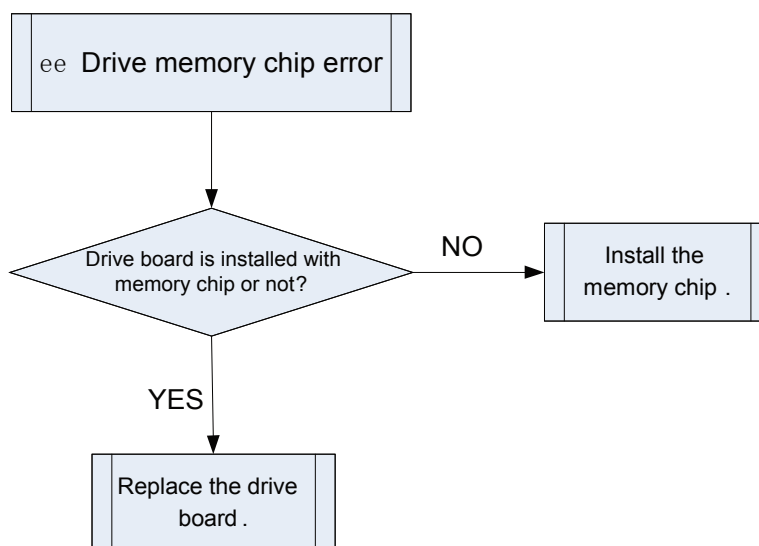 ee Drive memory chip error
Drive board is installed with
memory chip or not?
NO
Install the
memory chip .
YES
Replace the drive
board .